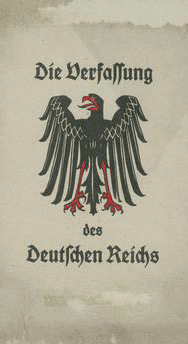 Die Verfaſſung
des
Deutſchen Reichs